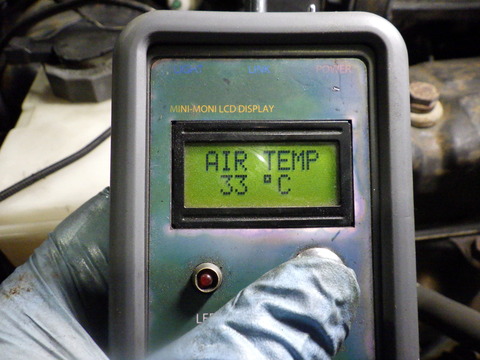 POWER
MINI-MONI LCD DISPLAY
AIR TEMP
33 °C